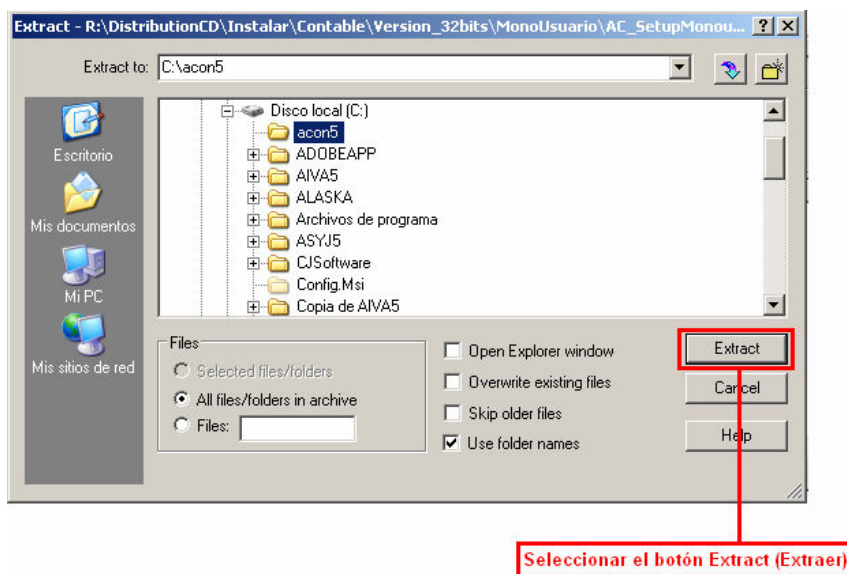 Extract - R:\DistributionCD\Instalar\Contable\Version_32bits\MonoUsuario\AC_SetupMonou...
Extract to: C:\acon5
Disco local (C:)
acon5
ADOBEAPP
AIVA5
ALASKA
Archivos de programa
ASYJ5
CJSoftware
Config.Msi
Copia de AIVA5
Escritorio
Mis documentos
Mi PC
Mis sitios de red
Files
Selected files/folders
All files/folders in archive
Files:
Open Explorer window
Overwrite existing files
Skip older files
Use folder names
Extract
Cancel
Help
Seleccionar el botón Extract (Extraer)